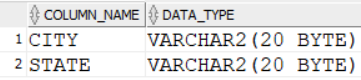 COLUMN_NAME DATA_TYPE
1 CITY VARCHAR2(20 BYTE)
2 STATE VARCHAR2(20 BYTE)